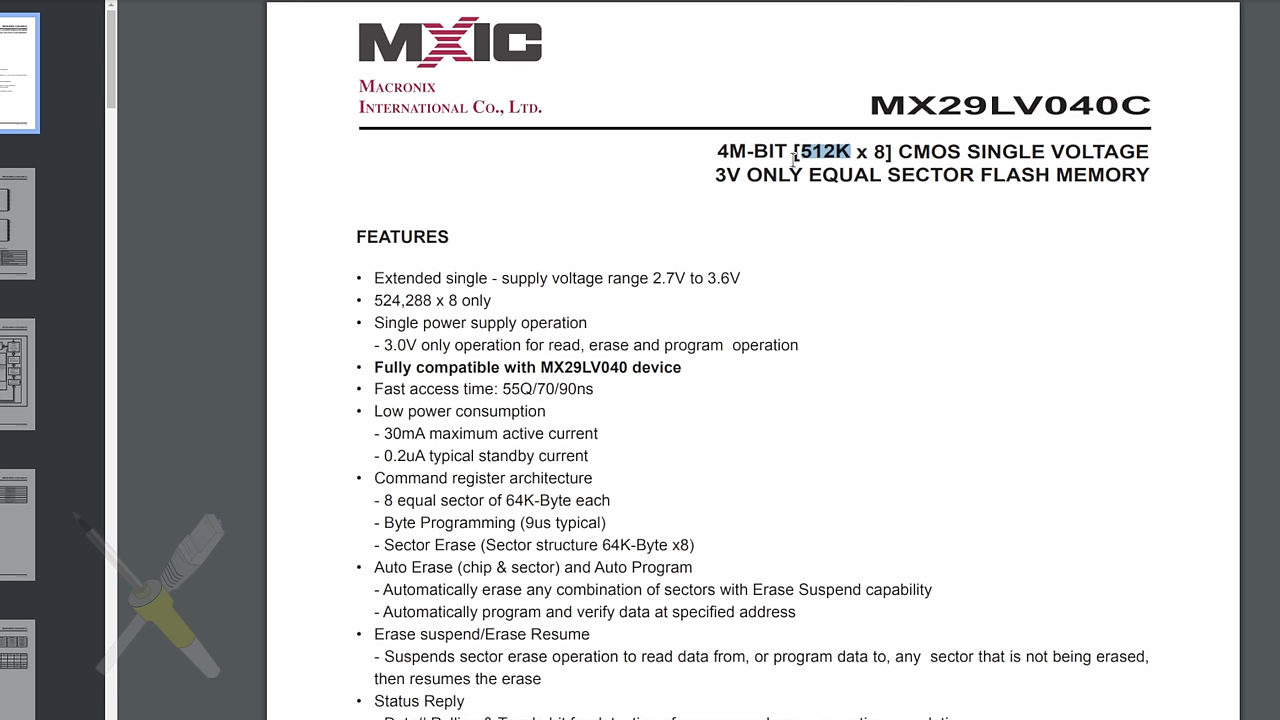 MXIC
MACRONIX
INTERNATIONAL CO., LTD.
MX29LV040C
4M-BIT [512K x 8] CMOS SINGLE VOLTAGE
3V ONLY EQUAL SECTOR FLASH MEMORY
FEATURES
• Extended single - supply voltage range 2.7V to 3.6V
• 524,288 x 8 only
• Single power supply operation
- 3.0V only operation for read, erase and program operation
• Fully compatible with MX29LV040 device
• Fast access time: 55Q/70/90ns
• Low power consumption
- 30mA maximum active current
- 0.2uA typical standby current
• Command register architecture
- 8 equal sector of 64K-Byte each
- Byte Programming (9us typical)
- Sector Erase (Sector structure 64K-Byte x8)
• Auto Erase (chip & sector) and Auto Program
- Automatically erase any combination of sectors with Erase Suspend capability
- Automatically program and verify data at specified address
• Erase suspend/Erase Resume
- Suspends sector erase operation to read data from, or program data to, any sector that is not being erased,
then resumes the erase
• Status Reply